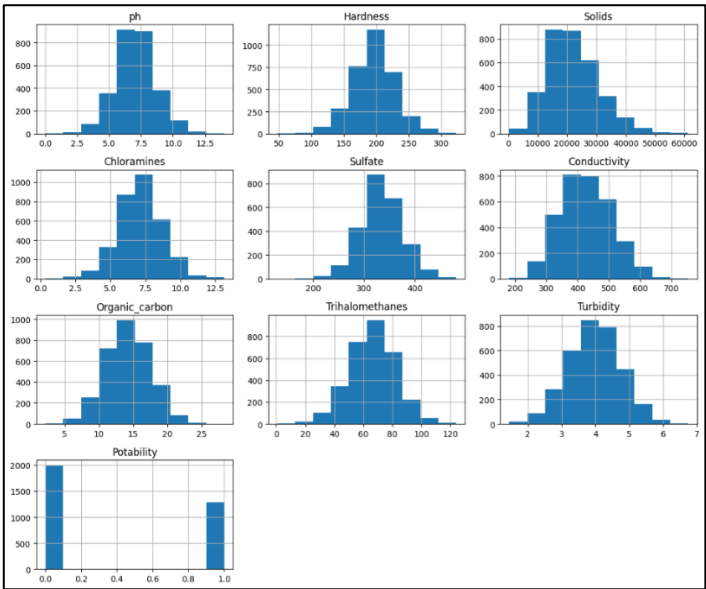 ph
800
600
400
200
0
0.0 2.5 5.0 7.5 10.0 12.5
Hardness
1000
750
500
250
0
50 100 150 200 250 300
Solids
800
600
400
200
0
0 10000 20000 30000 40000 50000 60000
Chloramines
1000
800
600
400
200
0
0.0 2.5 5.0 7.5 10.0 12.5
Sulfate
800
600
400
200
0
200 300 400
Conductivity
800
600
400
200
0
200 300 400 500 600 700
Organic_carbon
1000
800
600
400
200
0
5 10 15 20 25
Trihalomethanes
800
600
400
200
0
0 20 40 60 80 100 120
Turbidity
800
600
400
200
0
2 3 4 5 6 7
Potability
2000
1500
1000
500
0
0.0 0.2 0.4 0.6 0.8 1.0